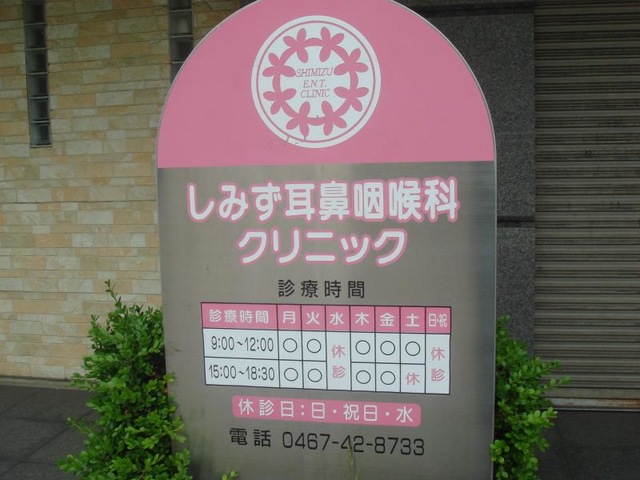 SHIMIZU
E.N.T.
CLINIC
しみず耳鼻咽喉科
クリニック
診療時間
診療時間 月 火 水 木 金 土 日・祝
9:00~12:00 ○ ○ 休診 ○ ○ ○ 休診
15:00~18:30 ○ ○ ○ ○ 休
休診日:日・祝日・水
電話 0467-42-8733